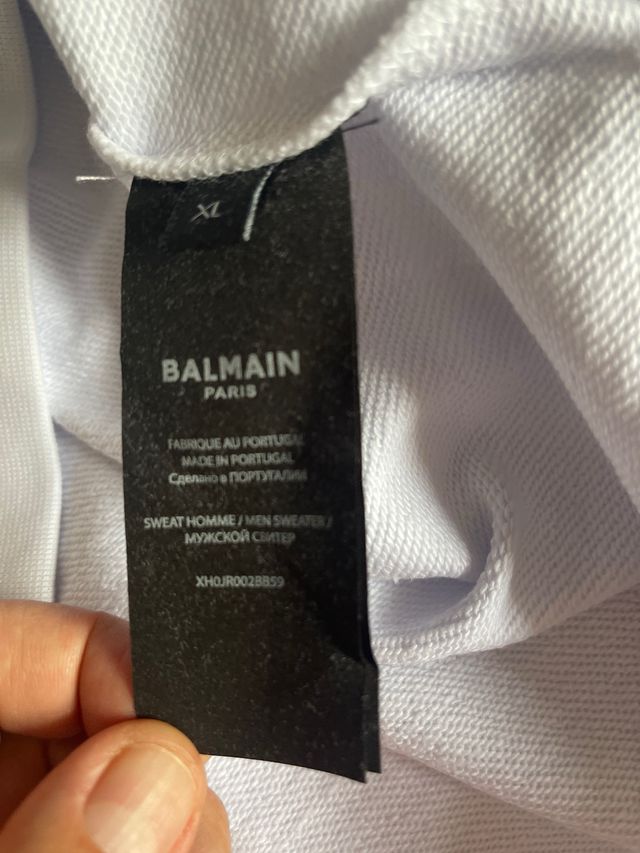 XL
BALMAIN
PARIS
FABRIQUE AU PORTUGAL
MADE IN PORTUGAL
Сделано в ПОРТУГАЛИИ
SWEAT HOMME / MEN SWEATER /
МУЖСКОЙ СВИТЕР
XH0JR002BB59